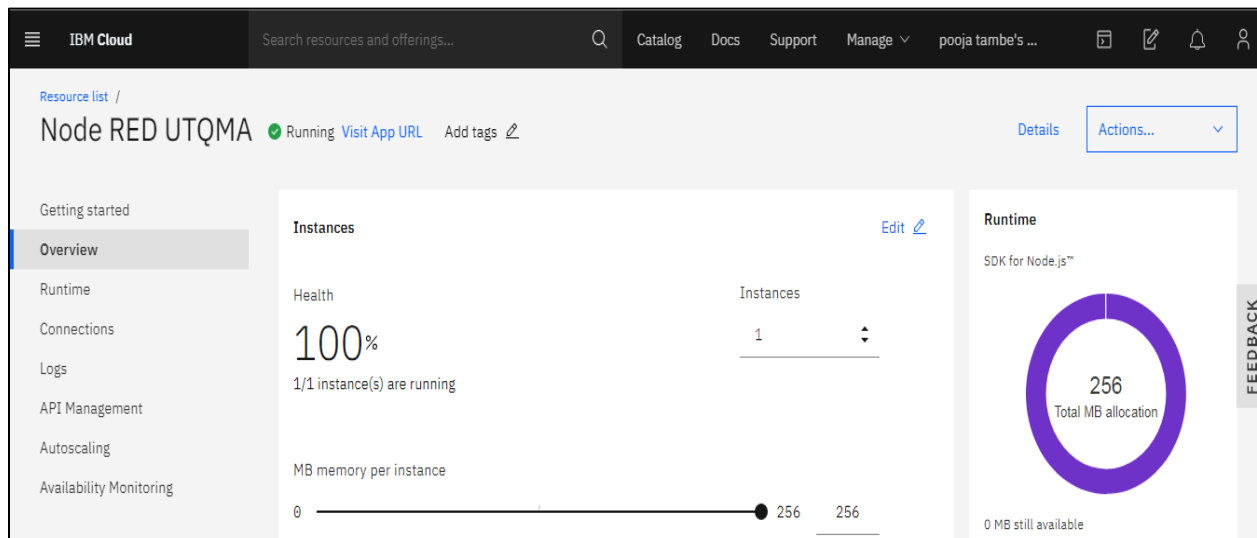 IBM Cloud
Search resources and offerings...
Catalog
Docs
Support
Manage
pooja tambe's ...
Resource list /
Node RED UTQMA
Running
Visit App URL
Add tags
Details
Actions...
Getting started
Overview
Runtime
Connections
Logs
API Management
Autoscaling
Availability Monitoring
Instances
Edit
Health
100%
1/1 instance(s) are running
Instances
1
MB memory per instance
0
256
256
Runtime
SDK for Node.js™
256
Total MB allocation
0 MB still available
FEEDBACK